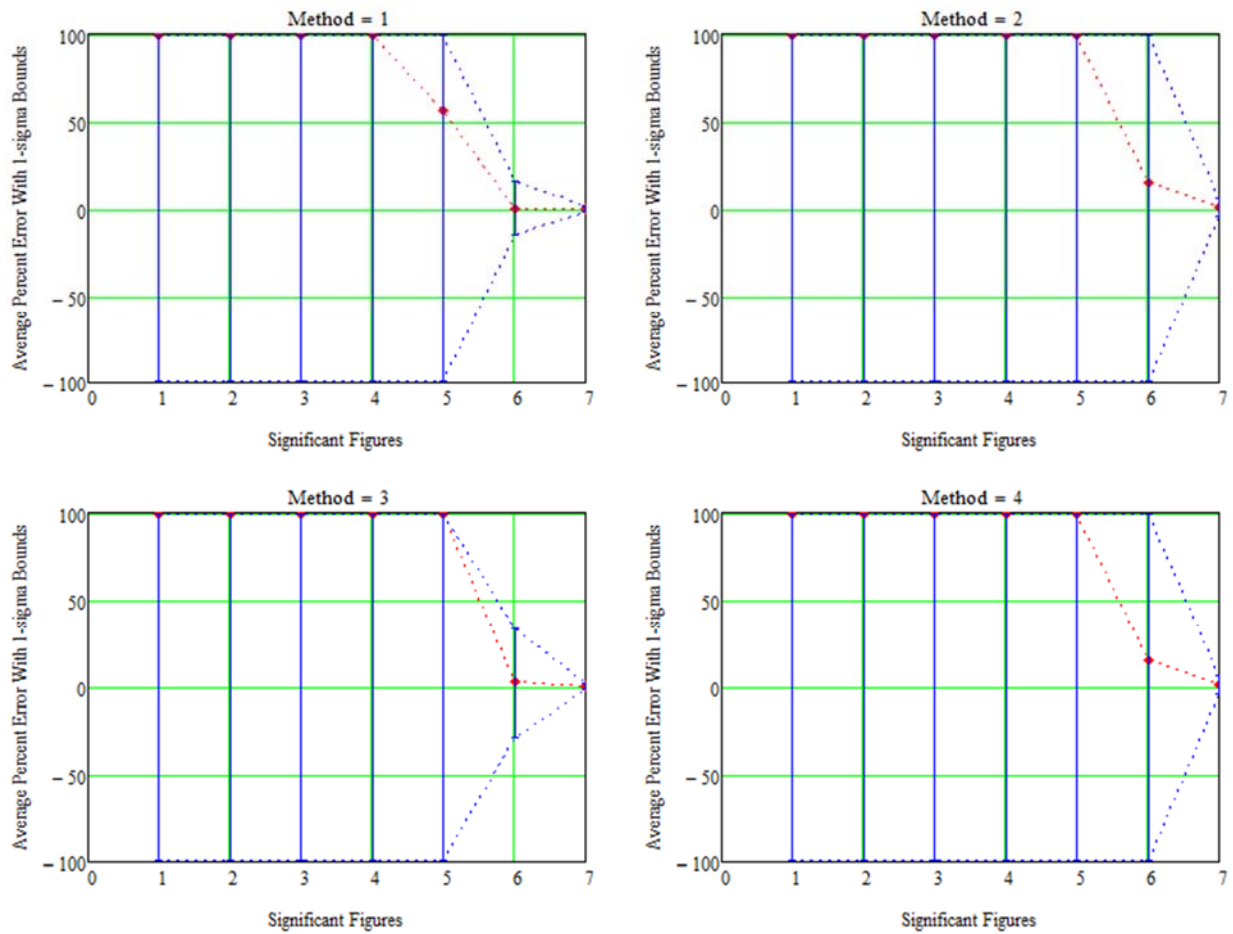 Method = 1
Average Percent Error With 1-sigma Bounds
100
50
0
− 50
− 100
0 1 2 3 4 5 6 7
Significant Figures
Method = 2
Average Percent Error With 1-sigma Bounds
100
50
0
− 50
− 100
0 1 2 3 4 5 6 7
Significant Figures
Method = 3
Average Percent Error With 1-sigma Bounds
100
50
0
− 50
− 100
0 1 2 3 4 5 6 7
Significant Figures
Method = 4
Average Percent Error With 1-sigma Bounds
100
50
0
− 50
− 100
0 1 2 3 4 5 6 7
Significant Figures